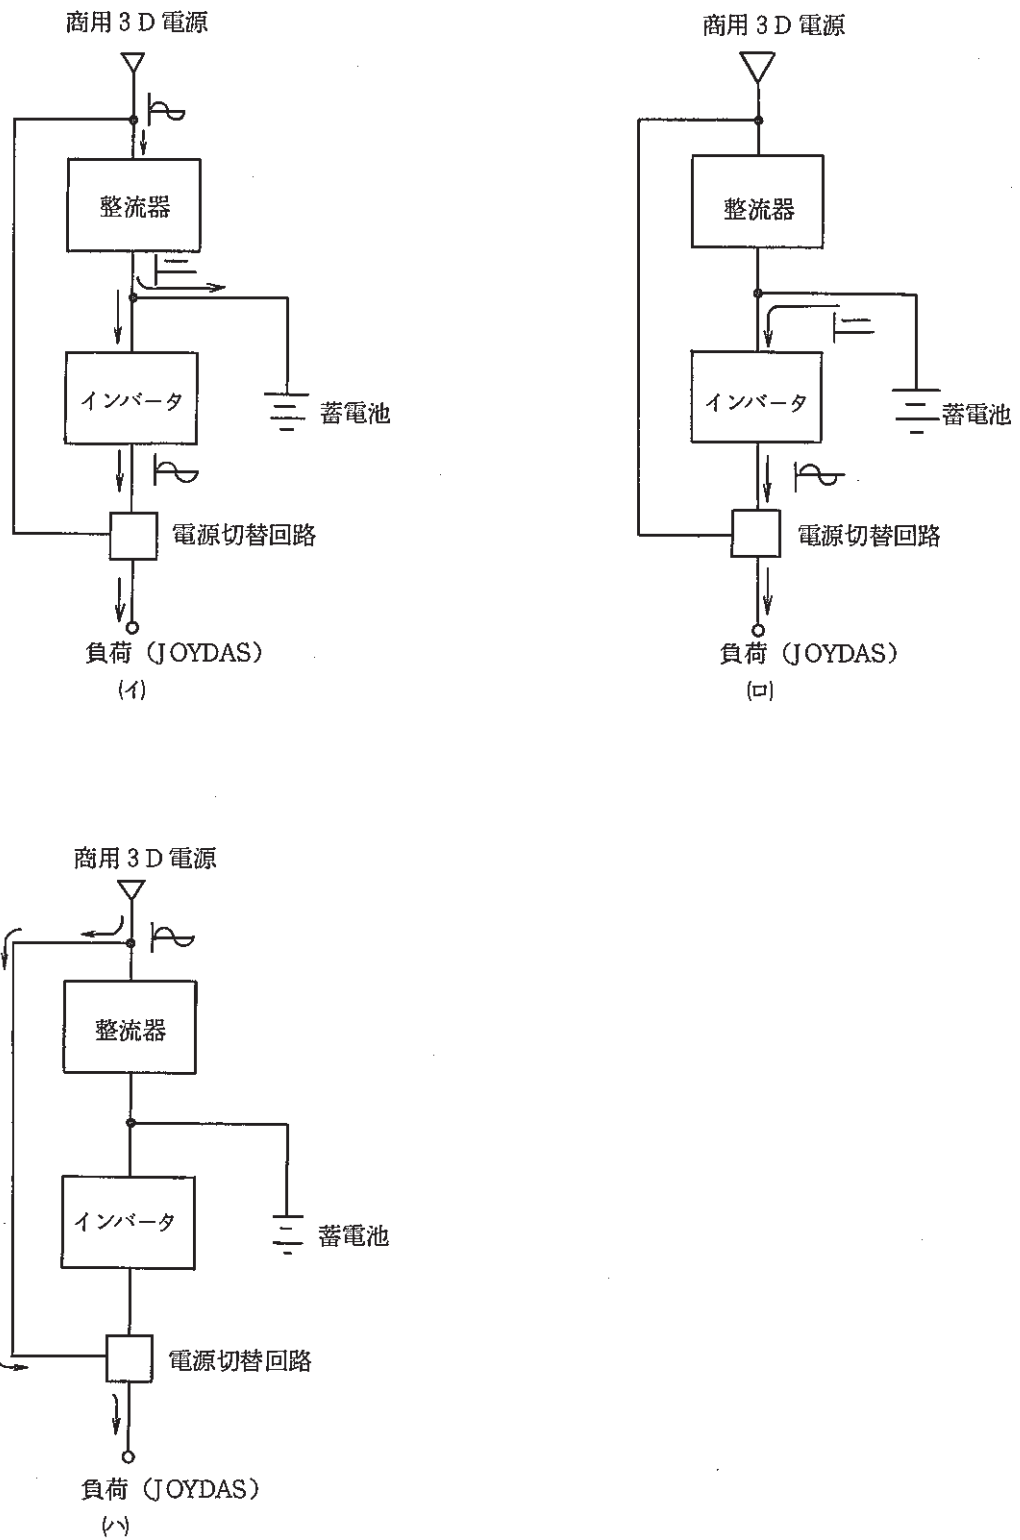 商用3D電源
整流器
インバータ
蓄電池
電源切替回路
負荷（JOYDAS）
(イ)
商用3D電源
整流器
インバータ
蓄電池
電源切替回路
負荷（JOYDAS）
(ロ)
商用3D電源
整流器
インバータ
蓄電池
電源切替回路
負荷（JOYDAS）
(ハ)